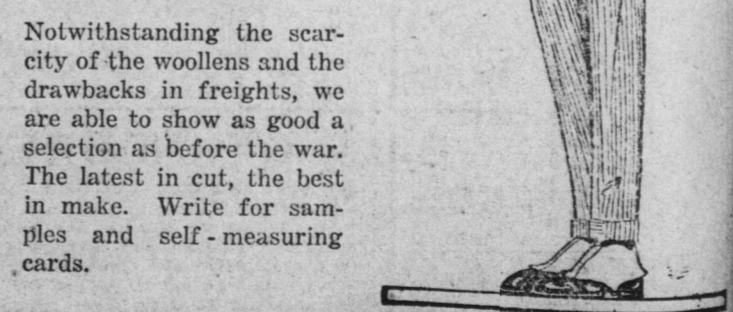 Notwithstanding the scar-
city of the woollens and the
drawbacks in freights, we
are able to show as good a
selection as before the war.
The latest in cut, the best
in make. Write for sam-
ples and self-measuring
cards.